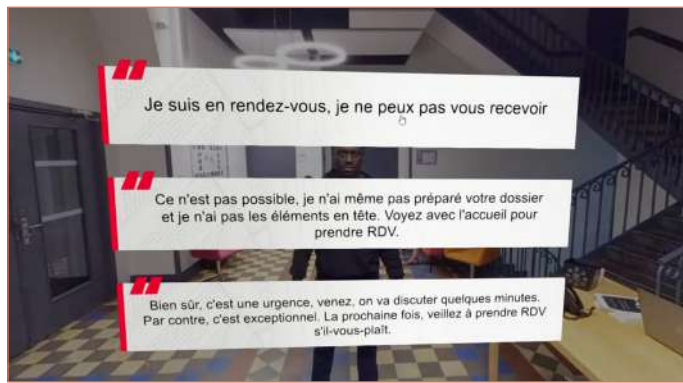 Je suis en rendez-vous, je ne peux pas vous recevoir
Ce n'est pas possible, je n'ai même pas préparé votre dossier
et je n'ai pas les éléments en tête. Voyez avec l'accueil pour
prendre RDV.
Bien sûr, c'est une urgence, venez, on va discuter quelques minutes.
Par contre, c'est exceptionnel. La prochaine fois, veillez à prendre RDV
s'il-vous-plaît.